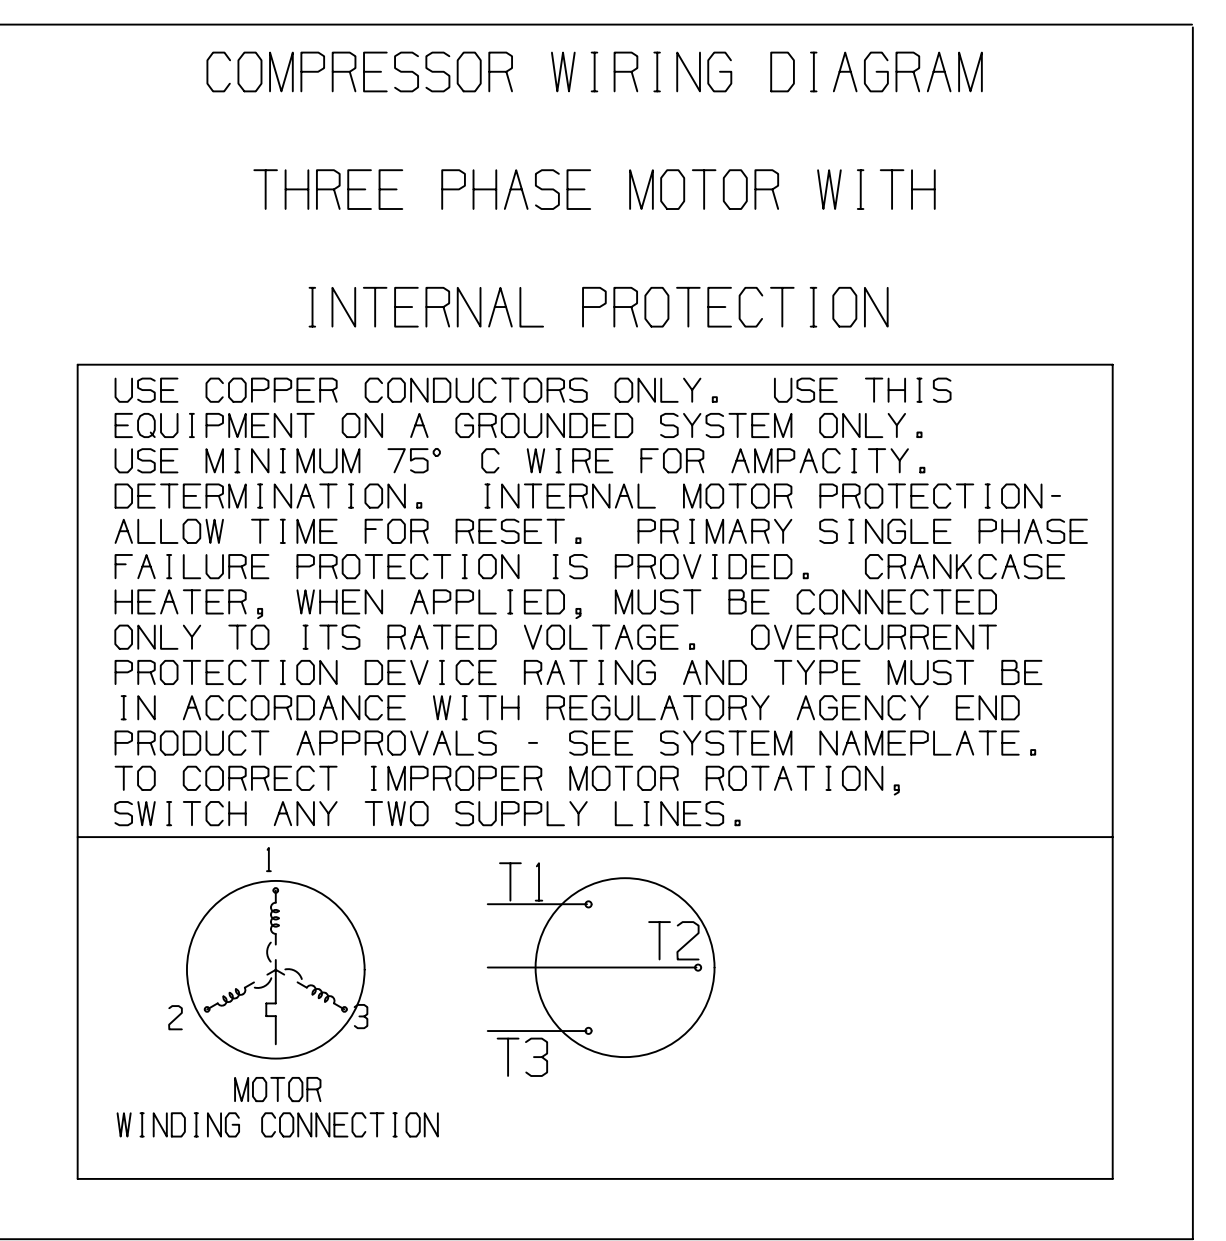 COMPRESSOR WIRING DIAGRAM
THREE PHASE MOTOR WITH
INTERNAL PROTECTION
USE COPPER CONDUCTORS ONLY. USE THIS
EQUIPMENT ON A GROUNDED SYSTEM ONLY.
USE MINIMUM 75° C WIRE FOR AMPACITY.
DETERMINATION. INTERNAL MOTOR PROTECTION-
ALLOW TIME FOR RESET. PRIMARY SINGLE PHASE
FAILURE PROTECTION IS PROVIDED. CRANKCASE
HEATER, WHEN APPLIED, MUST BE CONNECTED
ONLY TO ITS RATED VOLTAGE. OVERCURRENT
PROTECTION DEVICE RATING AND TYPE MUST BE
IN ACCORDANCE WITH REGULATORY AGENCY END
PRODUCT APPROVALS - SEE SYSTEM NAMEPLATE.
TO CORRECT IMPROPER MOTOR ROTATION,
SWITCH ANY TWO SUPPLY LINES.
1
2
3
MOTOR
WINDING CONNECTION
T1
T2
T3